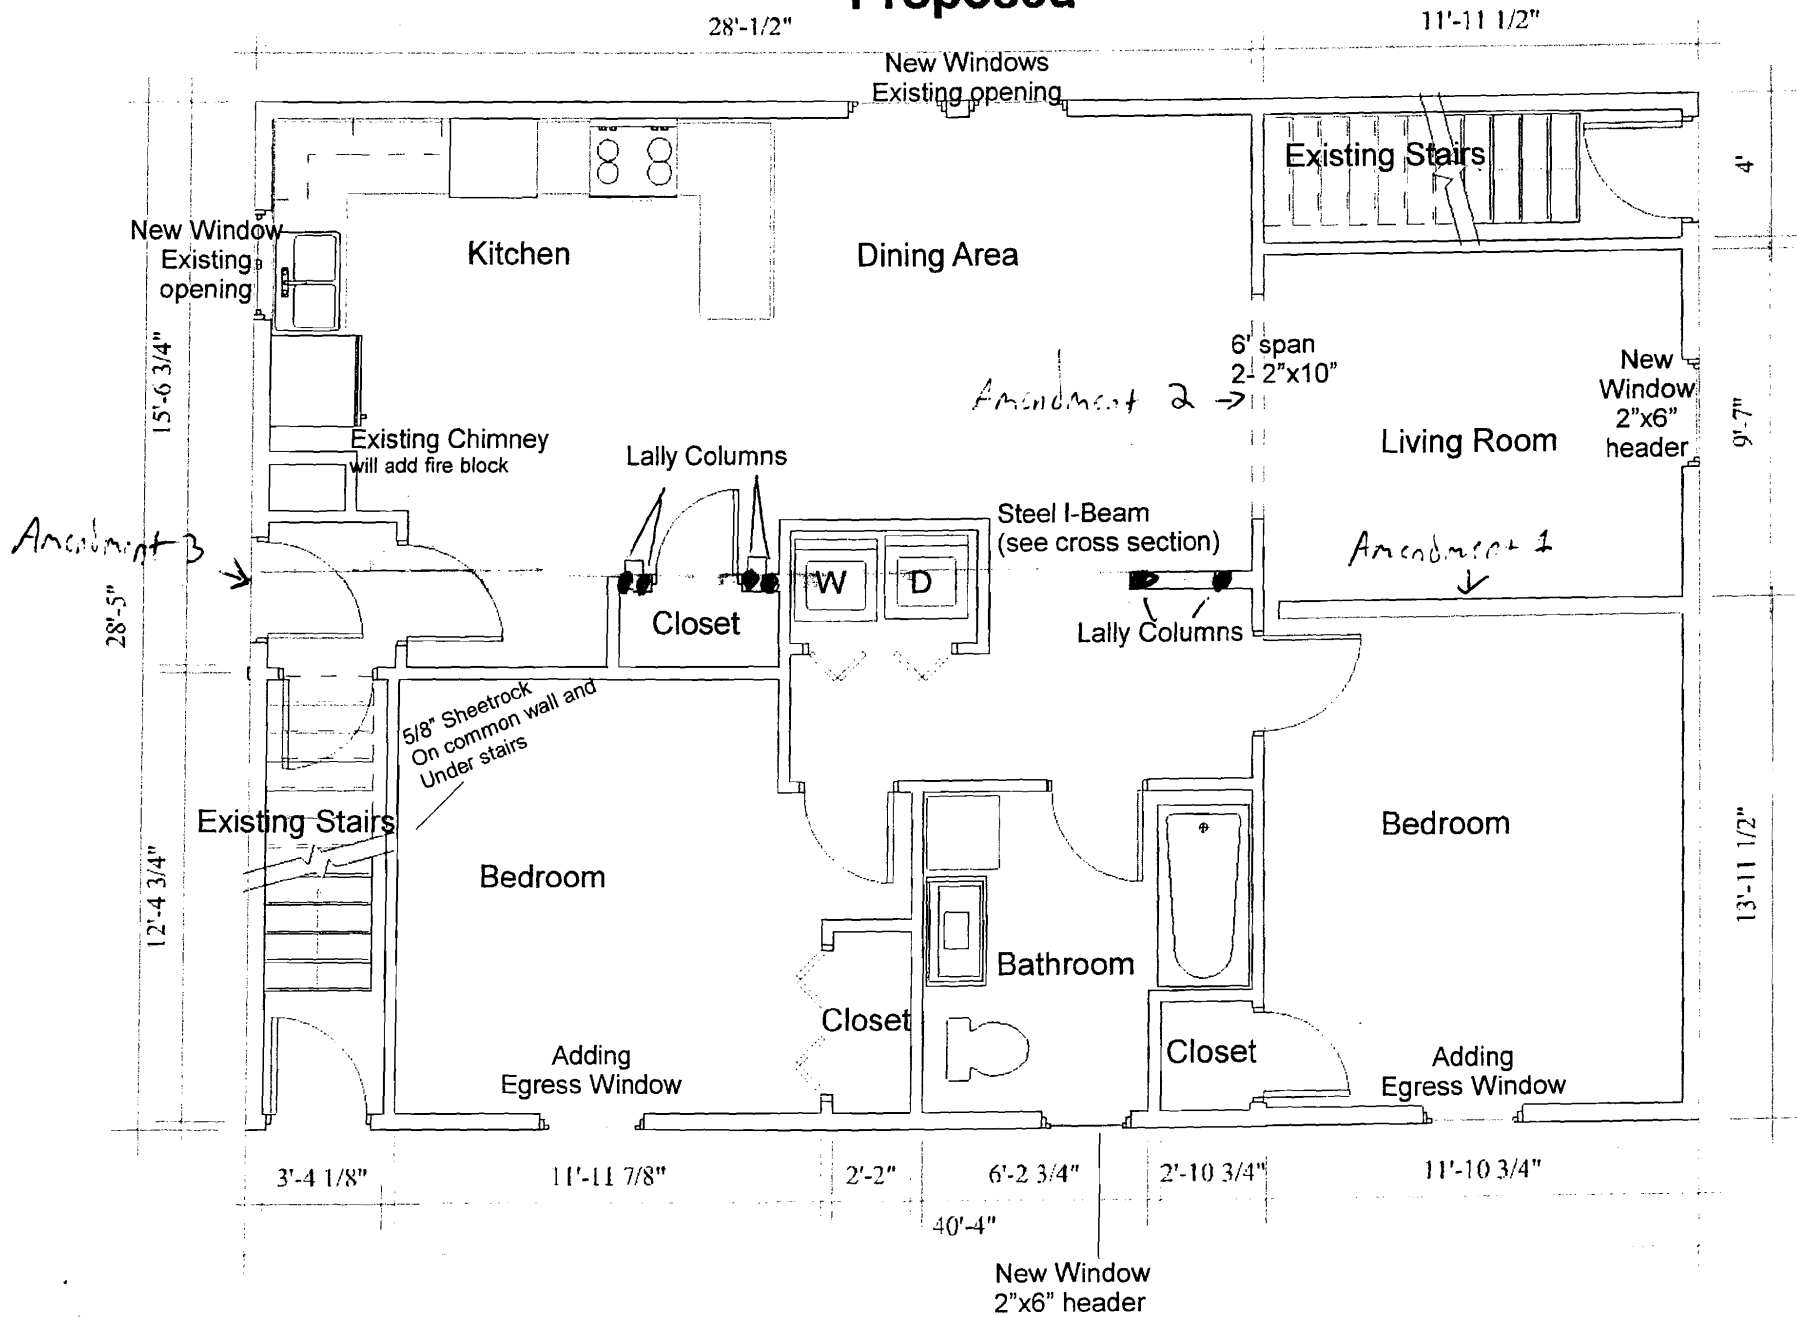 Proposed
28'-1/2"
11'-11 1/2"
New Windows
Existing opening
Existing Stairs
4'
New Window
Existing
opening
Kitchen
Dining Area
15'-6 3/4"
6' span
2- 2"x10"
Amendment 2 →
New
Window
2"x6"
header
9'-7"
Living Room
Existing Chimney
will add fire block
Lally Columns
Steel I-Beam
(see cross section)
Amendment 3
Amendment 1
W
D
28'-5"
Closet
Lally Columns
5/8" Sheetrock
On common wall and
Under stairs
Existing Stairs
Bedroom
Bedroom
12'-4 3/4"
13'-11 1/2"
Bathroom
Closet
Closet
Adding
Egress Window
Adding
Egress Window
3'-4 1/8"
11'-11 7/8"
2'-2"
6'-2 3/4"
2'-10 3/4"
11'-10 3/4"
40'-4"
New Window
2"x6" header